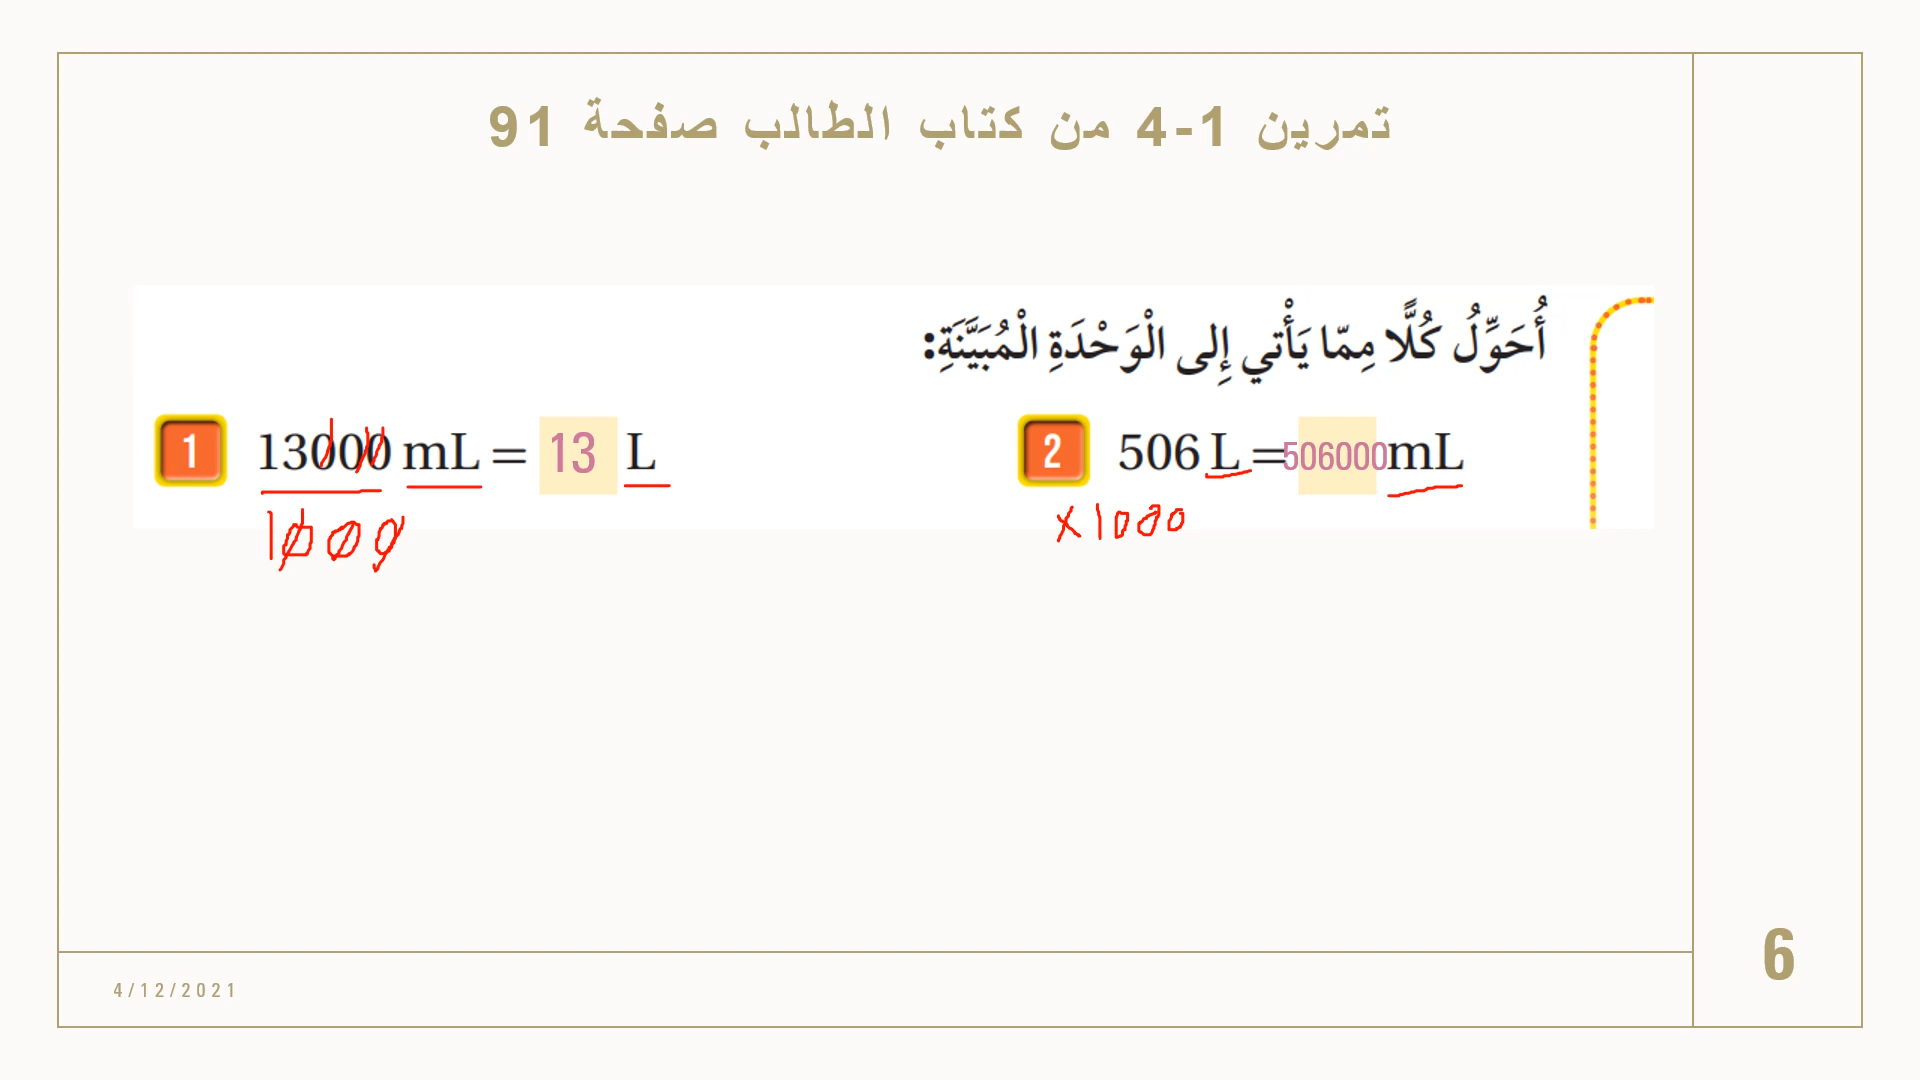 تمرين 1-4 من كتاب الطالب صفحة 91
أُحَوِّلُ كُلًّا مِمّا يَأْتي إِلى الْوَحْدَةِ الْمُبَيَّنَةِ:
1 13000 mL = 13 L
1000
2 506 L = 506000 mL
x1000
4/12/2021
6